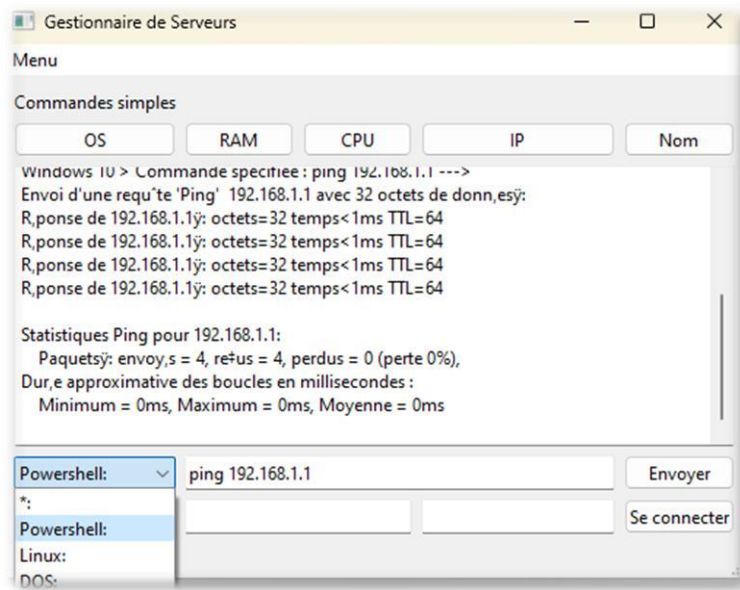 Gestionnaire de Serveurs
Menu
Commandes simples
OS RAM CPU IP Nom
Windows 10 > Commande specifiee : ping 192.168.1.1 --->
Envoi d'une requˆte 'Ping'  192.168.1.1 avec 32 octets de donn,esÿ:
R,ponse de 192.168.1.1ÿ: octets=32 temps<1ms TTL=64
R,ponse de 192.168.1.1ÿ: octets=32 temps<1ms TTL=64
R,ponse de 192.168.1.1ÿ: octets=32 temps<1ms TTL=64
R,ponse de 192.168.1.1ÿ: octets=32 temps<1ms TTL=64
Statistiques Ping pour 192.168.1.1:
Paquetsÿ: envoy,s = 4, re‡us = 4, perdus = 0 (perte 0%),
Dur,e approximative des boucles en millisecondes :
Minimum = 0ms, Maximum = 0ms, Moyenne = 0ms
Powershell: ping 192.168.1.1 Envoyer
*:
Powershell: Se connecter
Linux:
DOS: